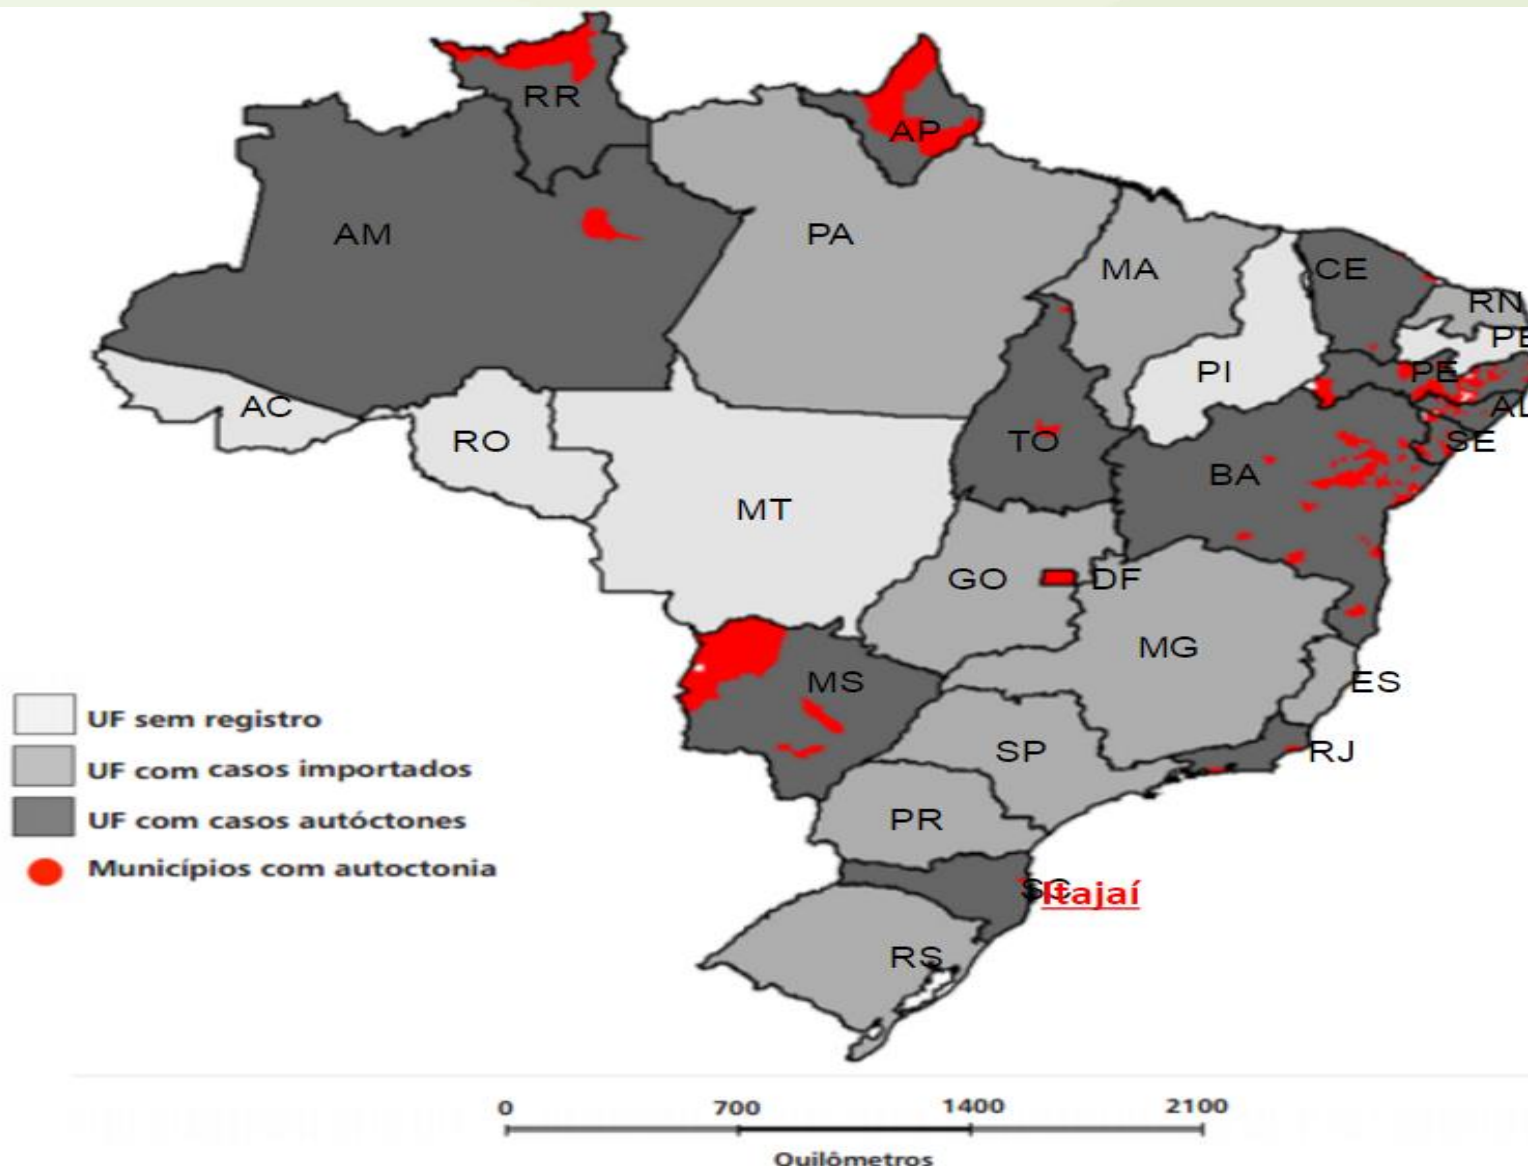 RR
AP
AM
PA
MA
CE
RN
PB
PI
PE
AL
AC
RO
TO
SE
BA
MT
GO
DF
MG
MS
ES
SP
RJ
PR
SC
Itajaí
RS
UF sem registro
UF com casos importados
UF com casos autóctones
Municípios com autoctonia
0 700 1400 2100
Quilômetros